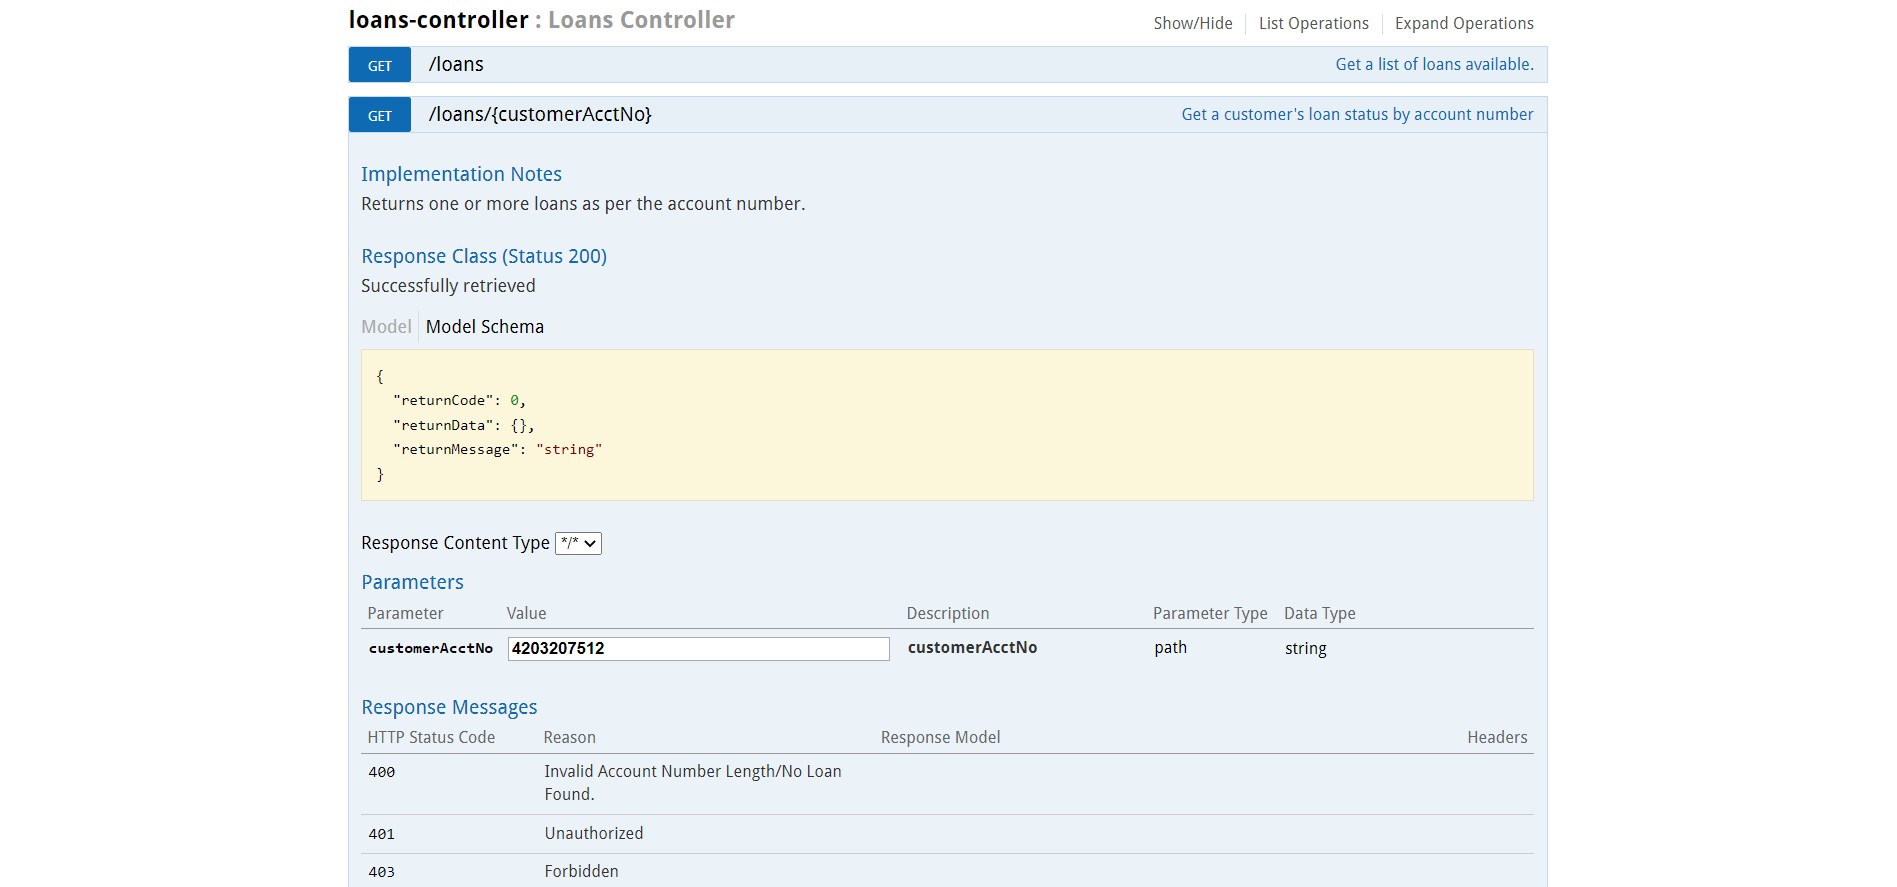 loans-controller : Loans Controller
Show/Hide List Operations Expand Operations
GET /loans Get a list of loans available.
GET /loans/{customerAcctNo} Get a customer's loan status by account number
Implementation Notes
Returns one or more loans as per the account number.
Response Class (Status 200)
Successfully retrieved
Model Model Schema
{
"returnCode": 0,
"returnData": {},
"returnMessage": "string"
}
Response Content Type */*
Parameters
Parameter Value Description Parameter Type Data Type
customerAcctNo 4203207512 customerAcctNo path string
Response Messages
HTTP Status Code Reason Response Model Headers
400 Invalid Account Number Length/No Loan
Found.
401 Unauthorized
403 Forbidden